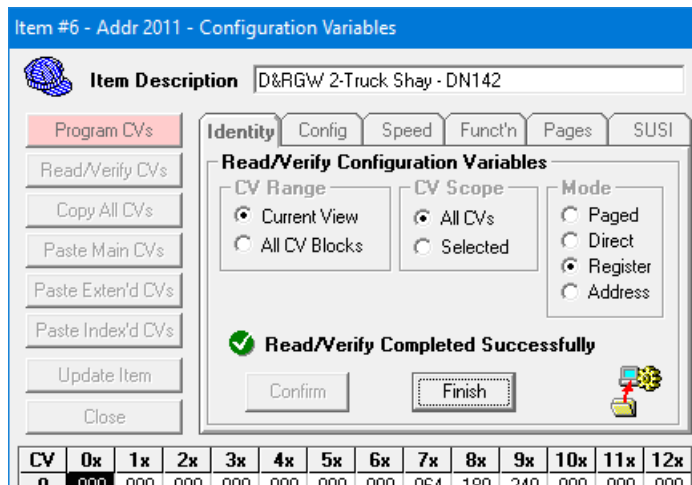 Item #6 - Addr 2011 - Configuration Variables
Item Description D&RGW 2-Truck Shay - DN142
Program CVs
Read/Verify CVs
Copy All CVs
Paste Main CVs
Paste Exten'd CVs
Paste Index'd CVs
Update Item
Close
Identity Config Speed Funct'n Pages SUSI
Read/Verify Configuration Variables
CV Range
Current View
All CV Blocks
CV Scope
All CVs
Selected
Mode
Paged
Direct
Register
Address
Read/Verify Completed Successfully
Confirm Finish
CV 0x 1x 2x 3x 4x 5x 6x 7x 8x 9x 10x 11x 12x